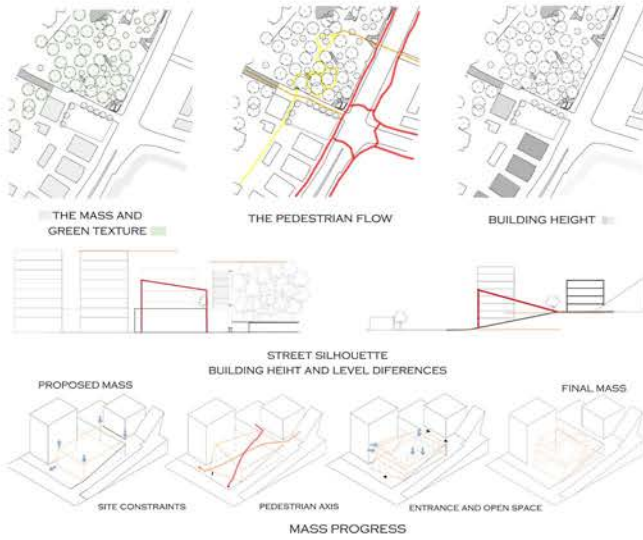 THE MASS AND
GREEN TEXTURE
THE PEDESTRIAN FLOW
BUILDING HEIGHT
STREET SILHOUETTE
BUILDING HEIHT AND LEVEL DIFERENCES
PROPOSED MASS
FINAL MASS
SITE CONSTRAINTS
PEDESTRIAN AXIS
ENTRANCE AND OPEN SPACE
MASS PROGRESS